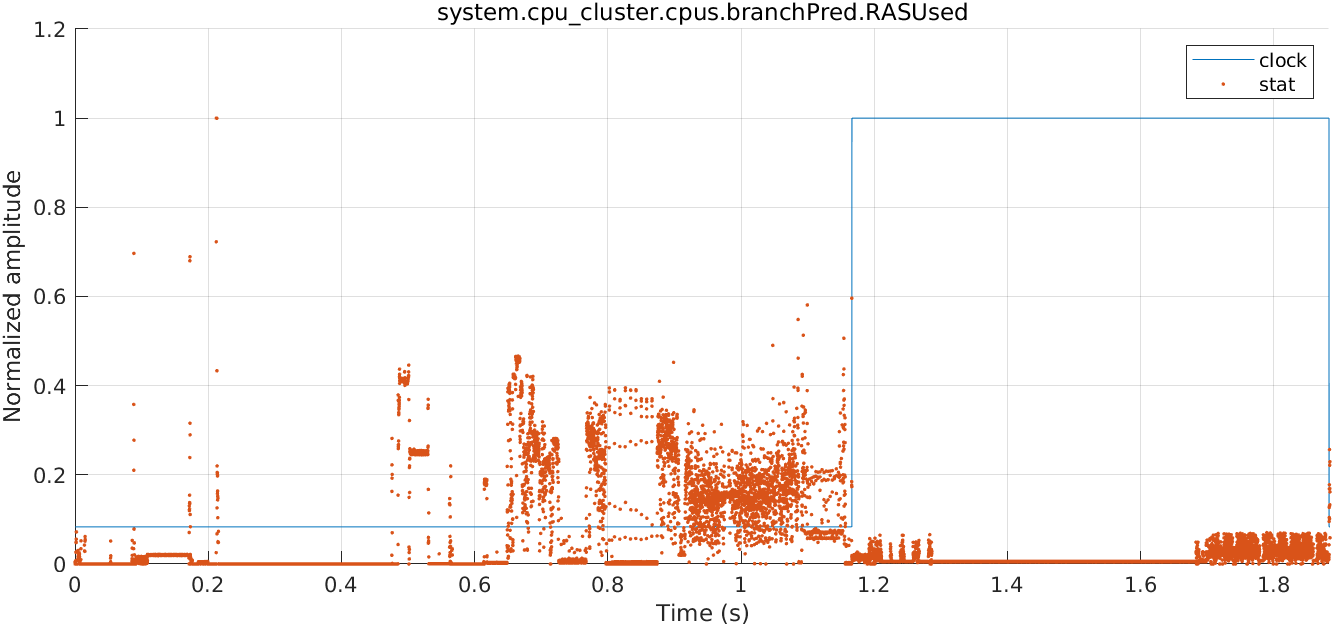 system.cpu_cluster.cpus.branchPred.RASUsed
1.2
1
0.8
0.6
0.4
0.2
0
Normalized amplitude
clock
stat
0 0.2 0.4 0.6 0.8 1 1.2 1.4 1.6 1.8
Time (s)